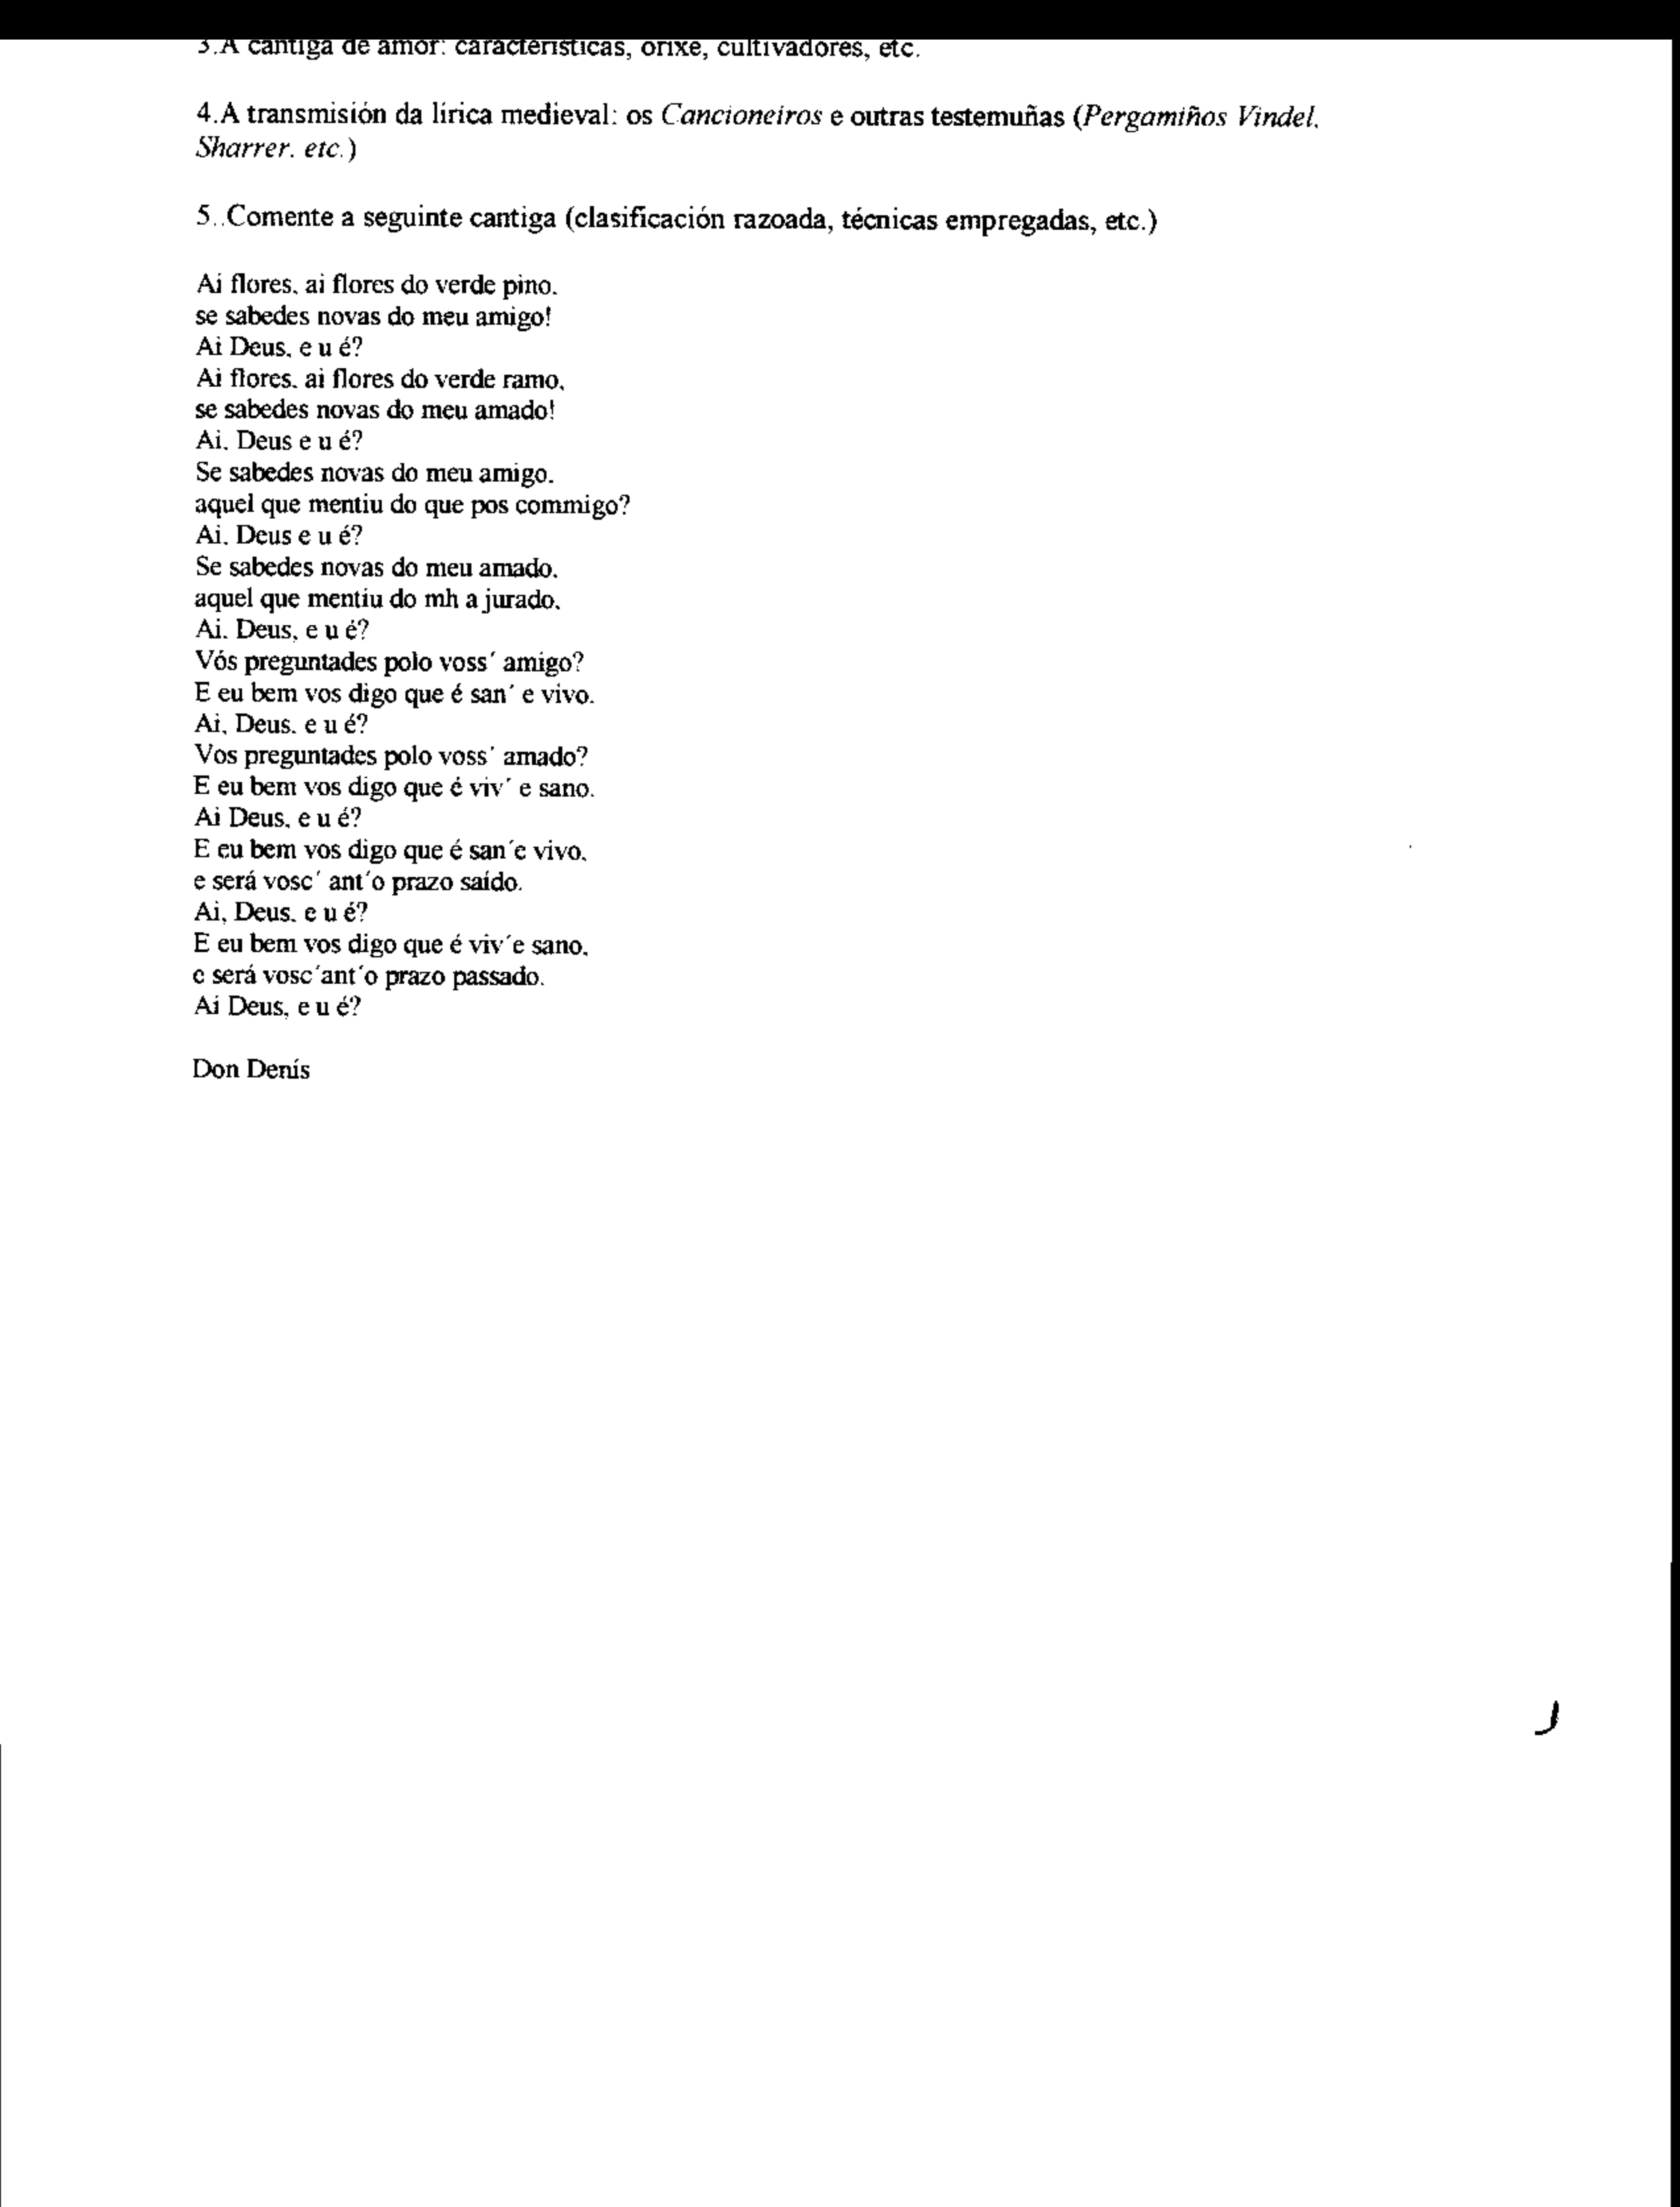 3.A cantiga de amor: características, orixe, cultivadores, etc.
4.A transmisión da lírica medieval: os Cancioneiros e outras testemuñas (Pergamiños Vindel,
Sharrer. etc.)
5..Comente a seguinte cantiga (clasificación razoada, técnicas empregadas, etc.)
Ai flores, ai flores do verde pino.
se sabedes novas do meu amigo!
Ai Deus, e u é?
Ai flores. ai flores do verde ramo,
se sabedes novas do meu amado!
Ai. Deus e u é?
Se sabedes novas do meu amigo.
aquel que mentiu do que pos commigo?
Ai. Deus e u é?
Se sabedes novas do meu amado.
aquel que mentiu do mh a jurado.
Ai. Deus, e u é?
Vós preguntades polo voss´ amigo?
E eu bem vos digo que é san´ e vivo.
Ai, Deus. e u é?
Vos preguntades polo voss´ amado?
E eu bem vos digo que é viv´ e sano.
Ai Deus, e u é?
E eu bem vos digo que é san´e vivo,
e será vosc´ ant´o prazo saído.
Ai, Deus. e u é?
E eu bem vos digo que é viv´e sano,
e será vosc´ant´o prazo passado.
Ai Deus, e u é?
Don Denís